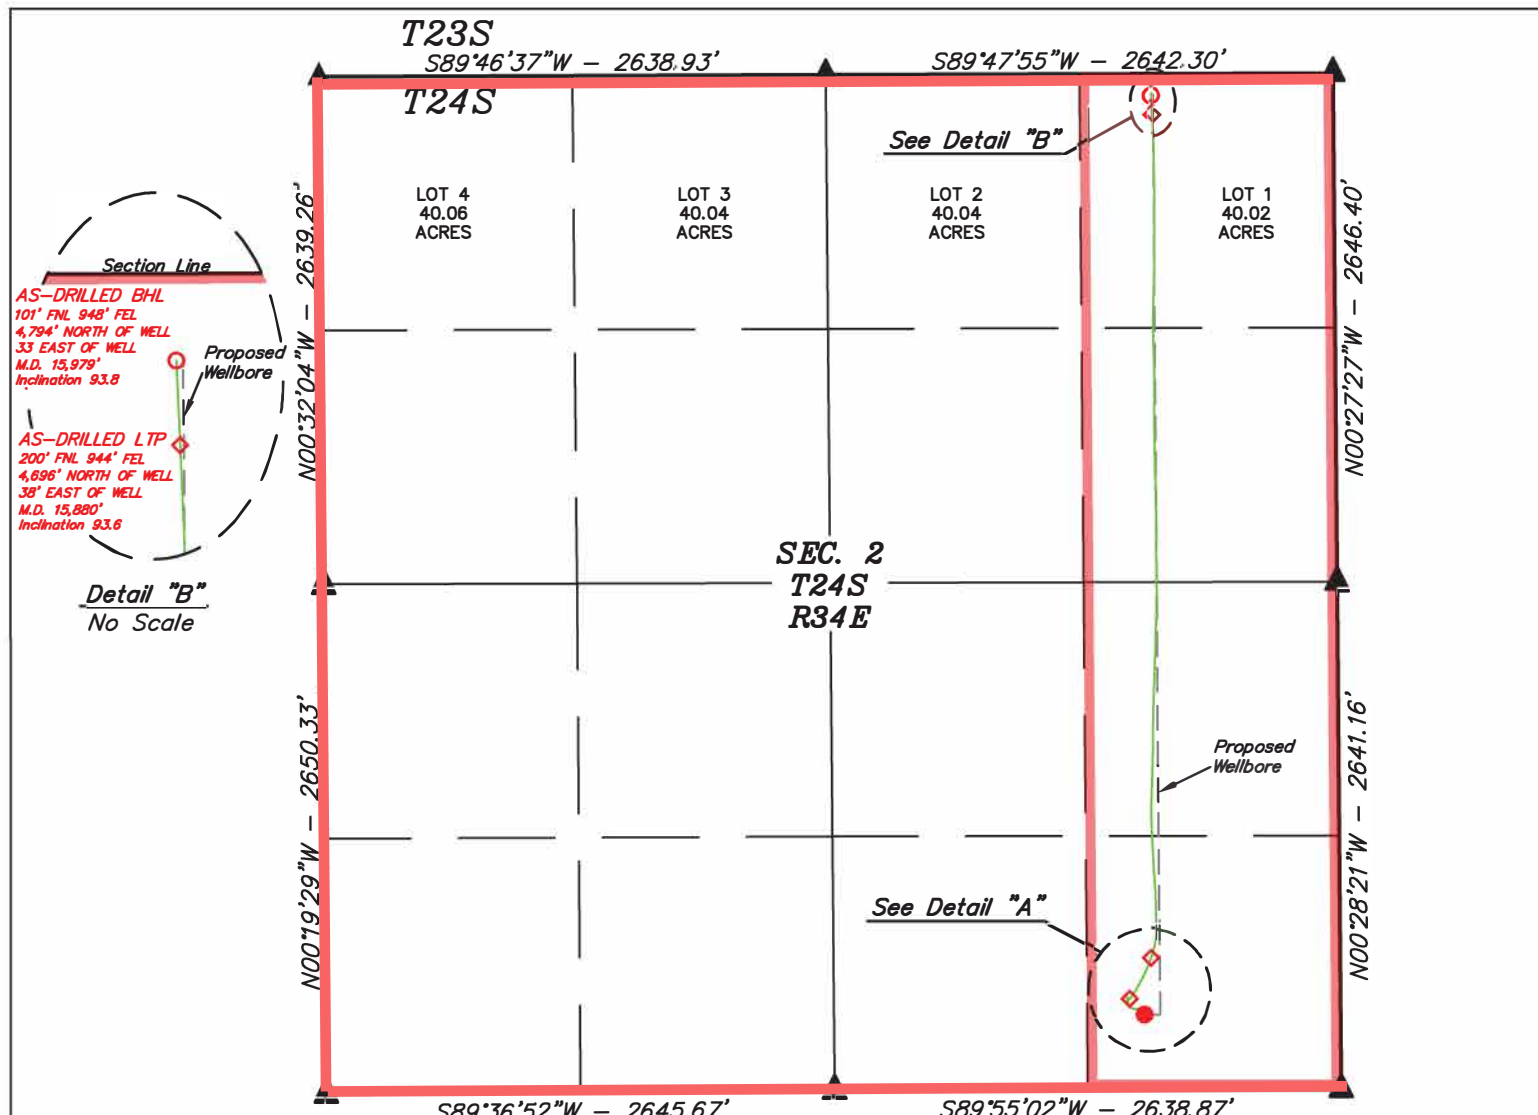 T23S
S89°46'37"W – 2638.93'
S89°47'55"W – 2642.30'
T24S
See Detail "B"
LOT 4
40.06
ACRES
LOT 3
40.04
ACRES
LOT 2
40.04
ACRES
LOT 1
40.02
ACRES
N00°32'04"W – 2639.26'
N00°27'27"W – 2646.40'
Section Line
AS–DRILLED BHL
101' FNL 948' FEL
4,794' NORTH OF WELL
33 EAST OF WELL
M.D. 15,979'
Inclination 93.8
Proposed
Wellbore
AS–DRILLED LTP
200' FNL 944' FEL
4,696' NORTH OF WELL
38' EAST OF WELL
M.D. 15,880'
Inclination 93.6
Detail "B"
No Scale
SEC. 2
T24S
R34E
N00°19'29"W – 2650.33'
N00°28'21"W – 2641.16'
Proposed
Wellbore
See Detail "A"
S89°36'52"W – 2645.67'
S89°55'02"W – 2638.87'